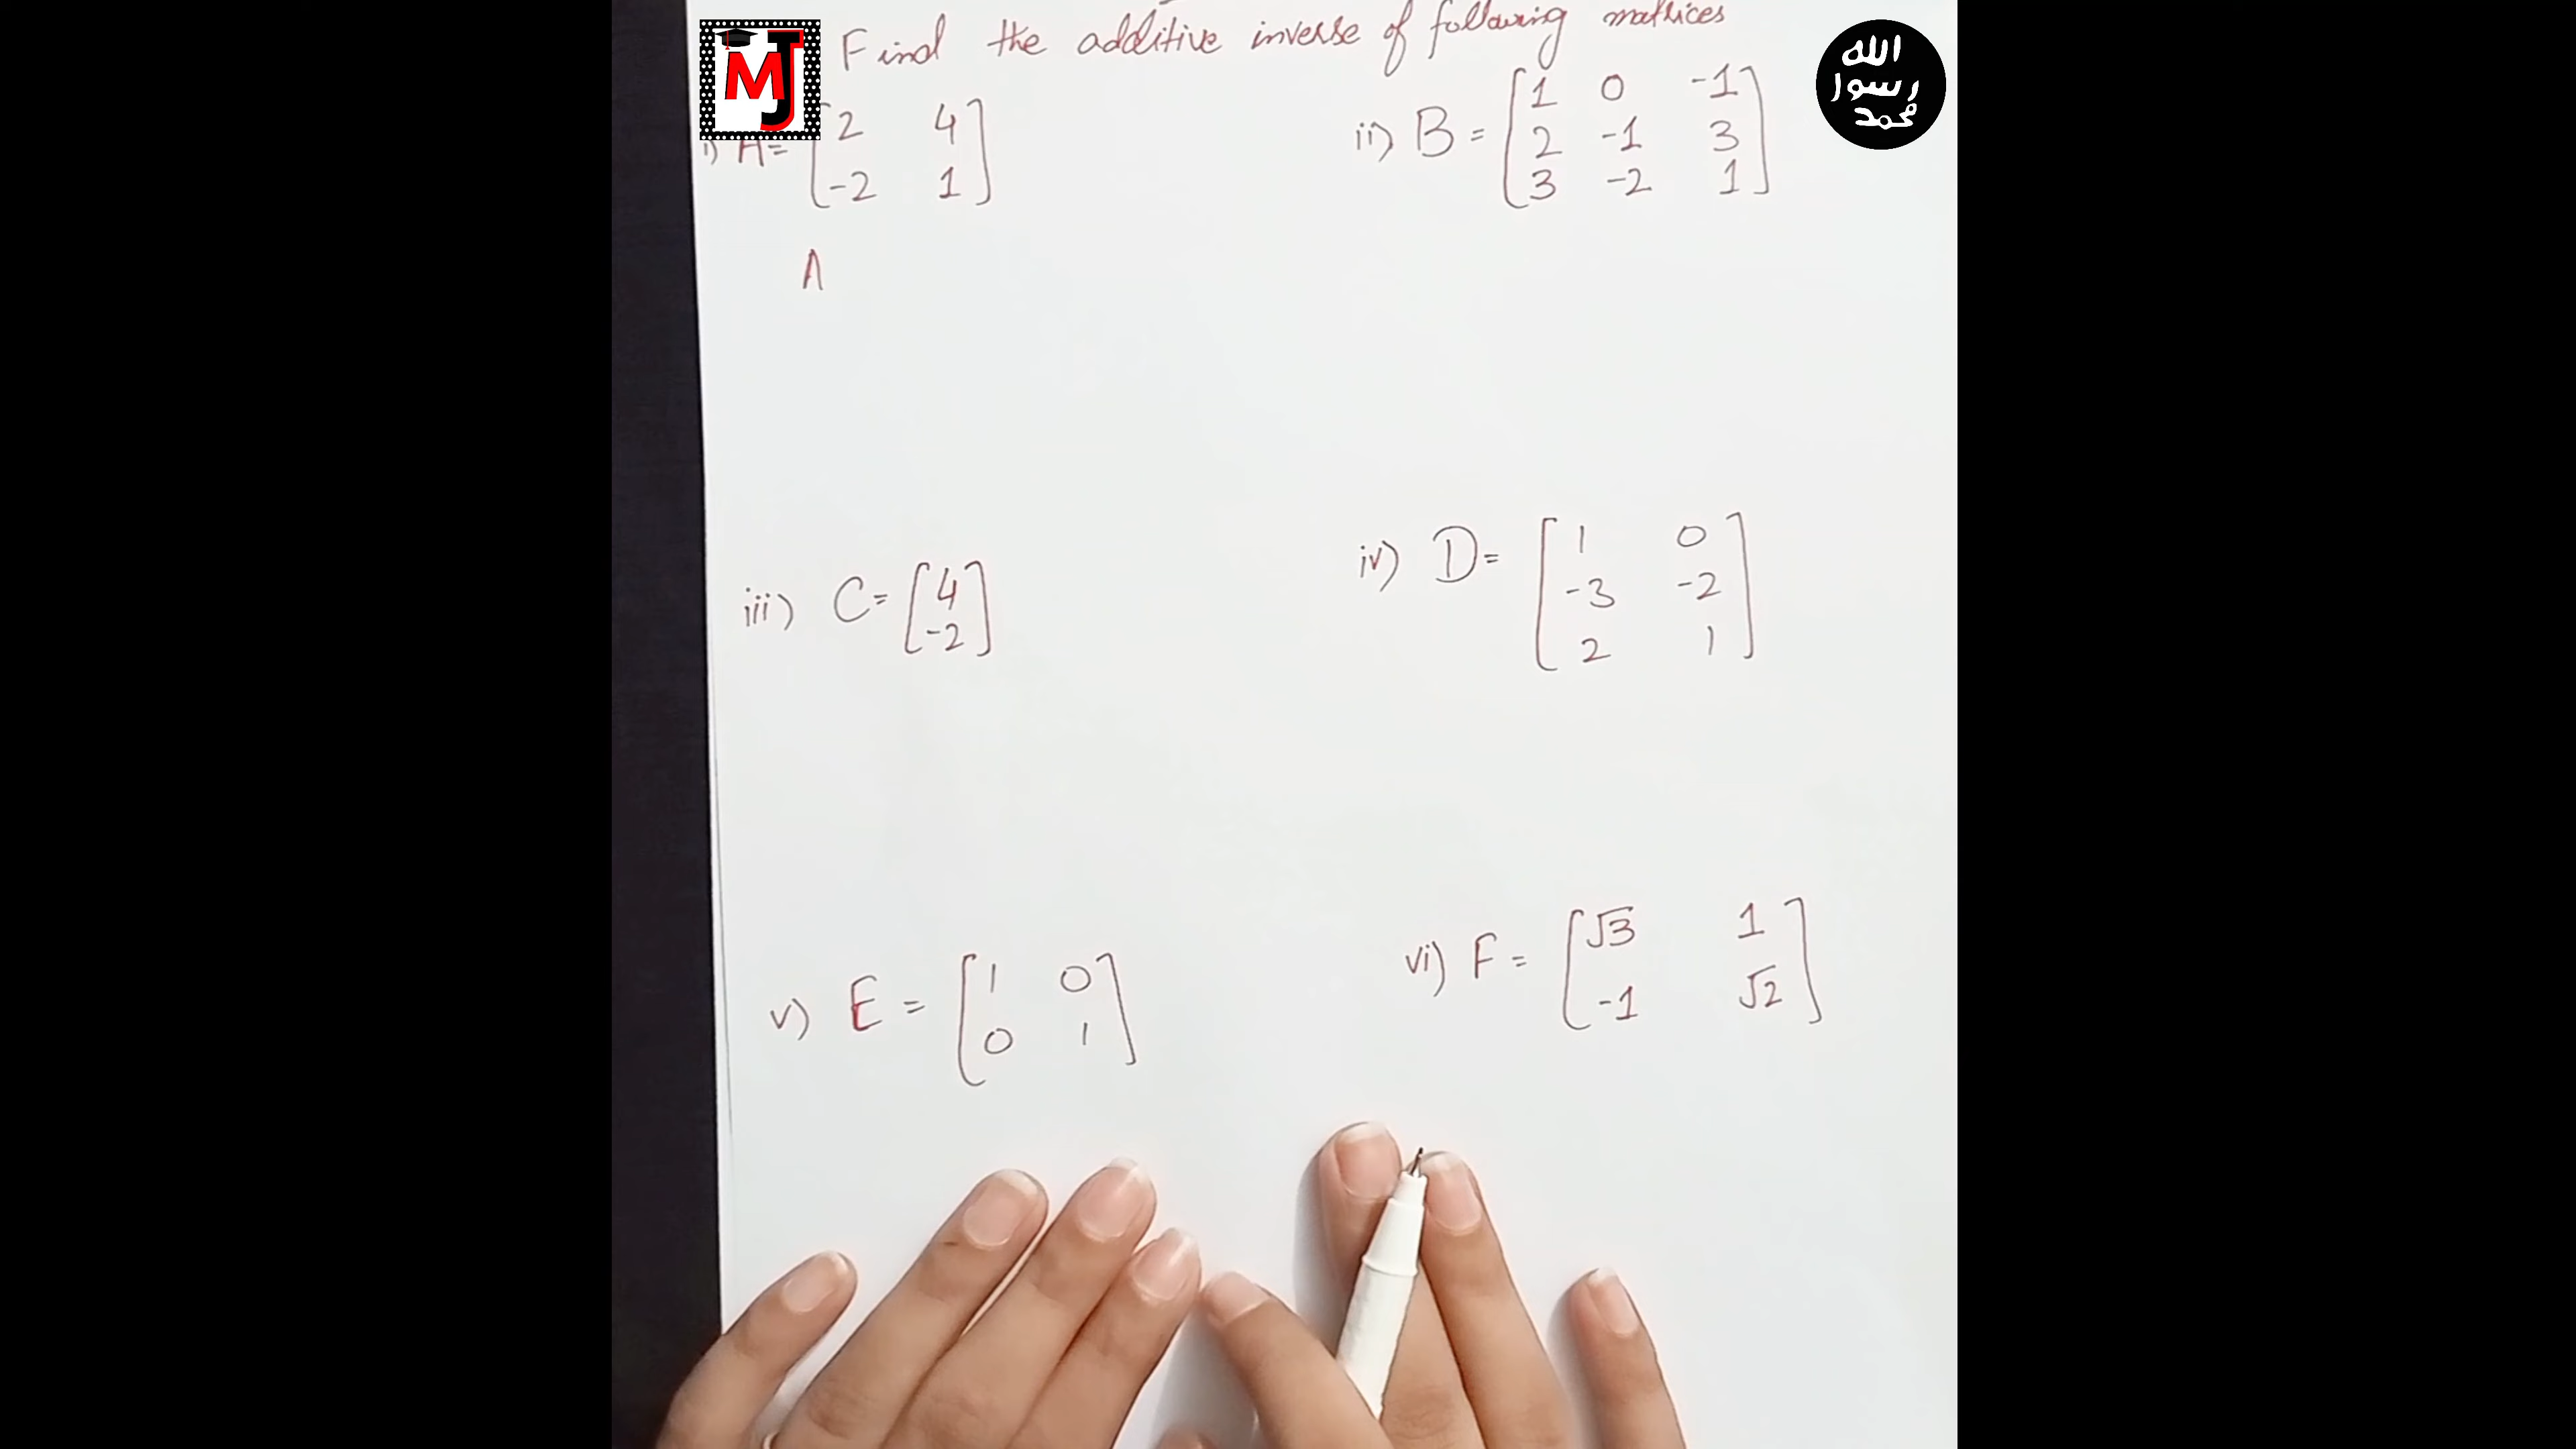 Find the additive inverse of following matrices
MJ
الله
رسول
محمد
i) A = [2 4
-2 1]
ii) B = [1 0 -1
2 -1 3
3 -2 1]
A
iii) C = [4
-2]
iv) D = [1 0
-3 -2
2 1]
v) E = [1 0
0 1]
vi) F = [√3 1
-1 √2]